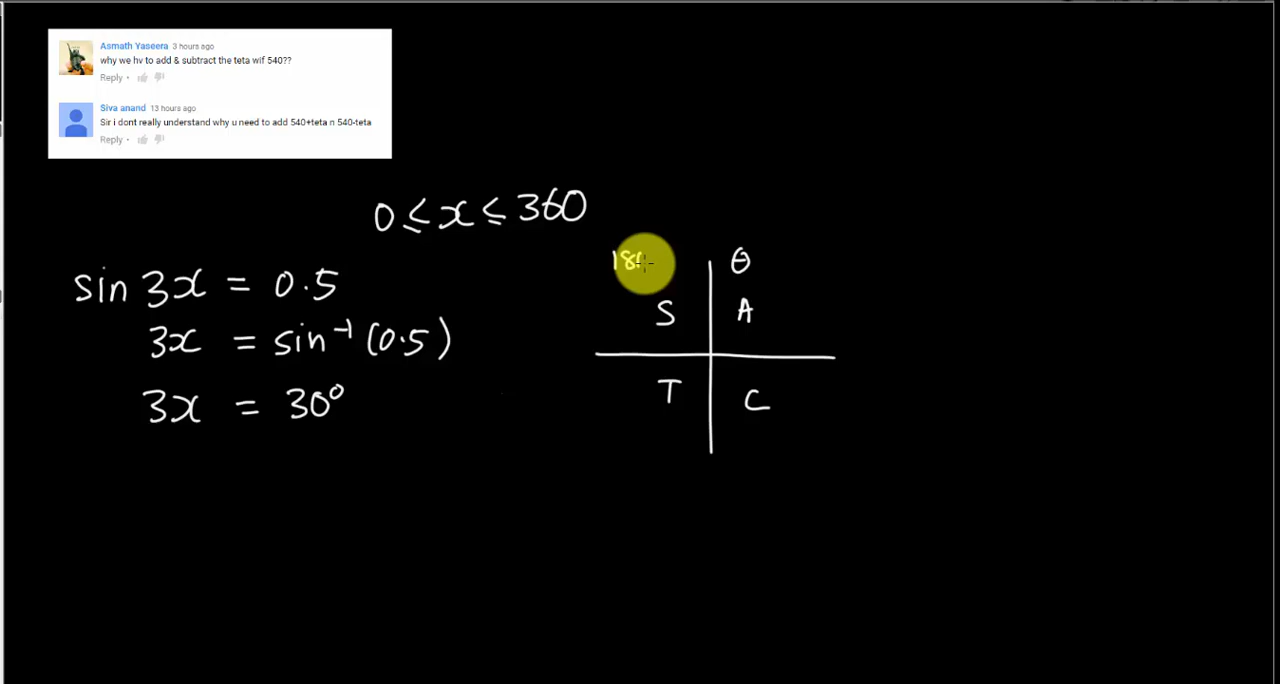 Asmath Yaseera 3 hours ago
why we hv to add & subtract the teta wif 540??
Reply •
Siva anand 13 hours ago
Sir i dont really understand why u need to add 540+teta n 540-teta
Reply •
0 ≤ x ≤ 360
sin 3x = 0.5
3x = sin⁻¹ (0.5)
3x = 30°
θ
S A
T C